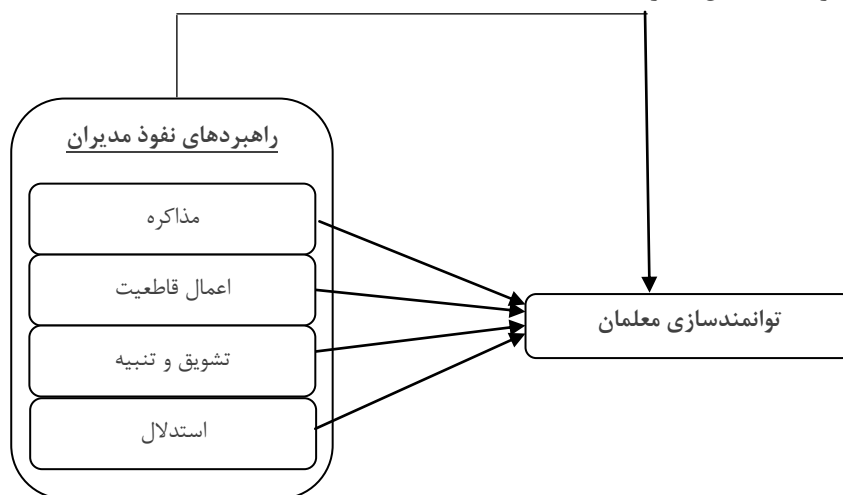 راهبردهای نفوذ مدیران
مذاکره
اعمال قاطعیت
تشویق و تنبیه
استدلال
توانمندسازی معلمان